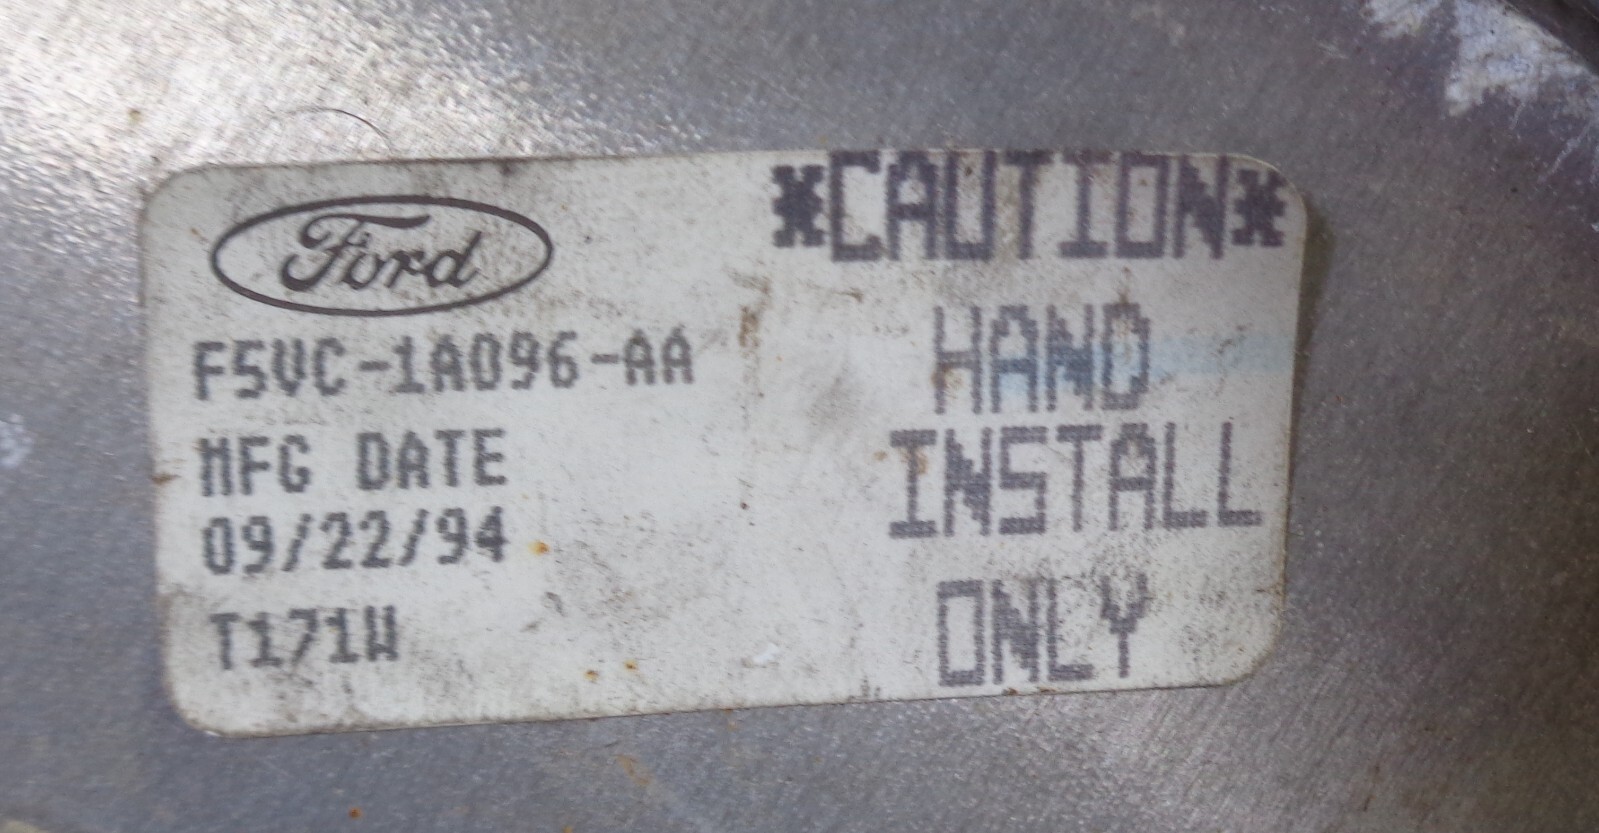 Ford
F5VC-1A096-AA
MFG DATE
09/22/94
T171W
*CAUTION*
HAND
INSTALL
ONLY